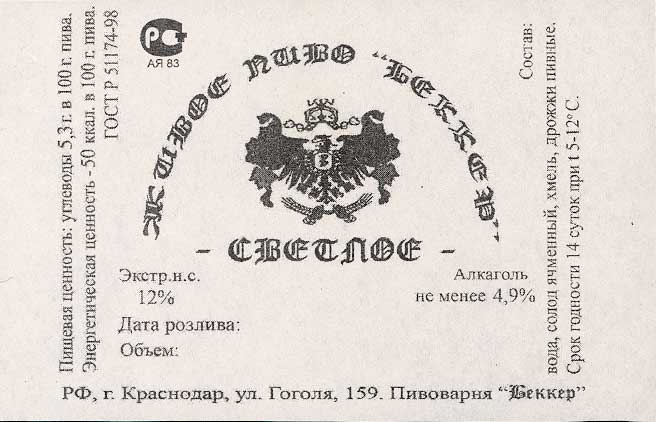 Пищевая ценность: углеводы 5,3 г. в 100 г. пива.
Энергетическая ценность - 50 ккал. в 100 г. пива.
ГОСТ Р 51174-98
РСТ
АЯ 83
ЖИВОЕ ПИВО "БЕККЕР"
- СВЕТЛОЕ -
Экстр.н.с.
12%
Алкаголь
не менее 4,9%
Дата розлива:
Объем:
Состав:
вода, солод ячменный, хмель, дрожжи пивные.
Срок годности 14 суток при t 5-12° С.
РФ, г. Краснодар, ул. Гоголя, 159. Пивоварня "Беккер"